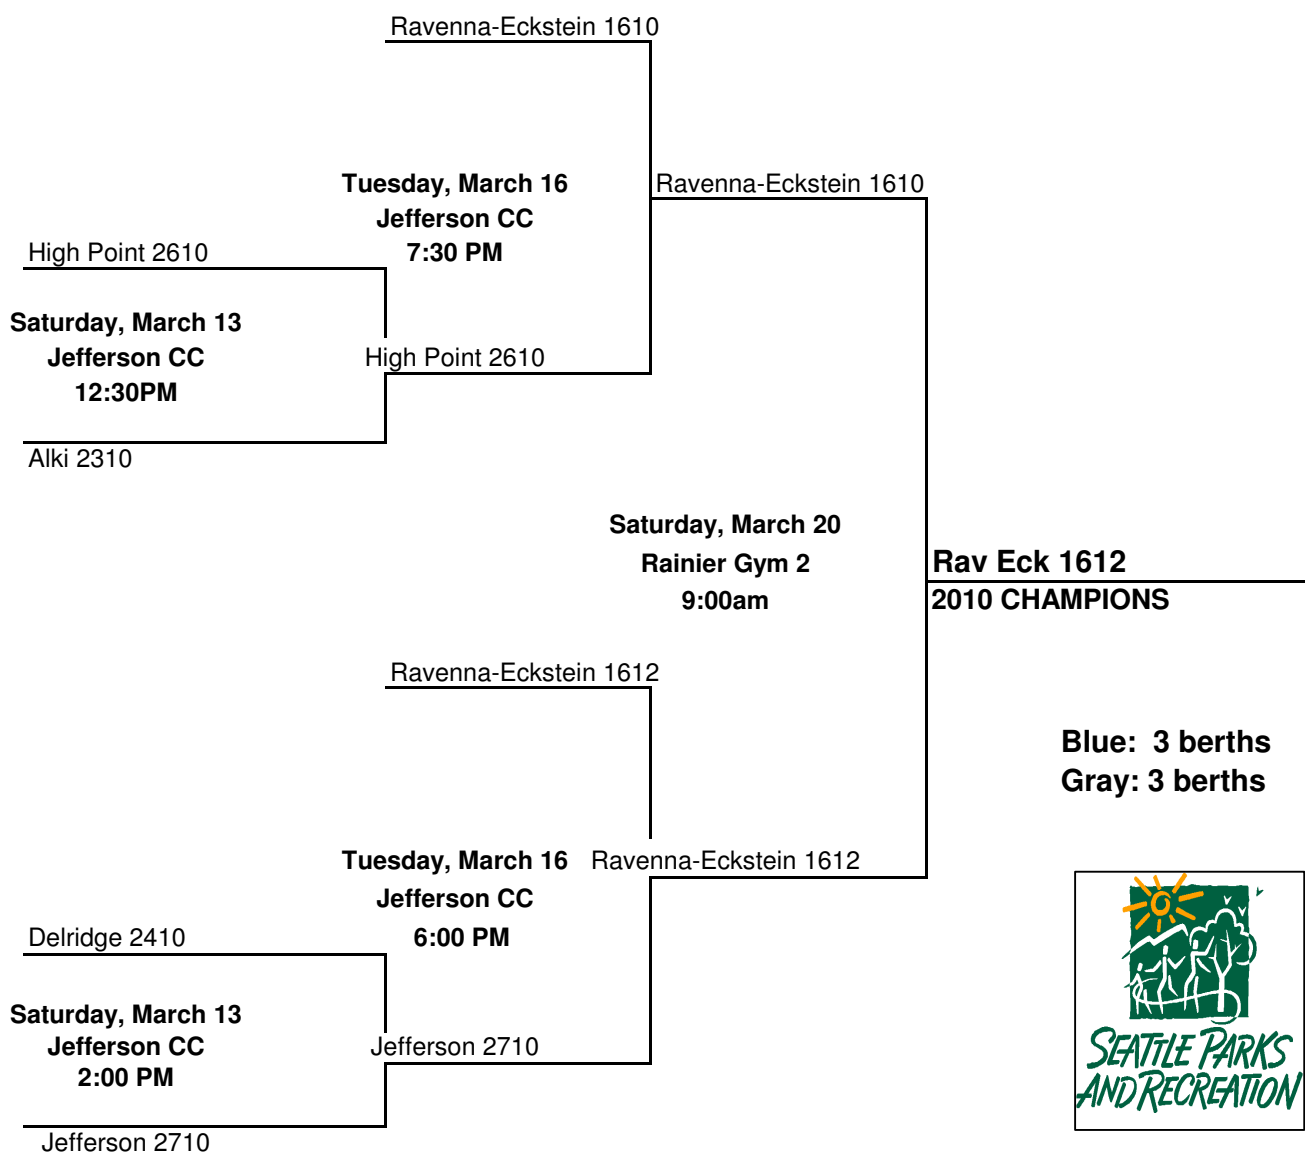 Ravenna-Eckstein 1610
Tuesday, March 16
Jefferson CC
7:30 PM
Ravenna-Eckstein 1610
High Point 2610
Saturday, March 13
Jefferson CC
12:30PM
High Point 2610
Alki 2310
Saturday, March 20
Rainier Gym 2
9:00am
Rav Eck 1612
2010 CHAMPIONS
Ravenna-Eckstein 1612
Blue:  3 berths
Gray: 3 berths
Tuesday, March 16
Jefferson CC
6:00 PM
Ravenna-Eckstein 1612
Delridge 2410
Saturday, March 13
Jefferson CC
2:00 PM
Jefferson 2710
Jefferson 2710
SEATTLE PARKS
AND RECREATION